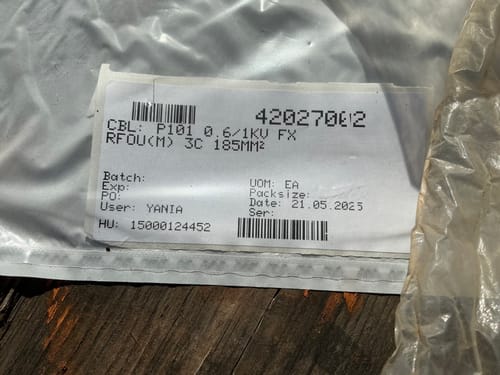 42027002
CBL: P101 0.6/1KV FX
RFOU(M) 3C 185MM²
Batch:
Exp:
PO:
User: YANIA
HU: 15000124452
UOM: EA
Packsize:
Date: 21.05.2025
Ser: